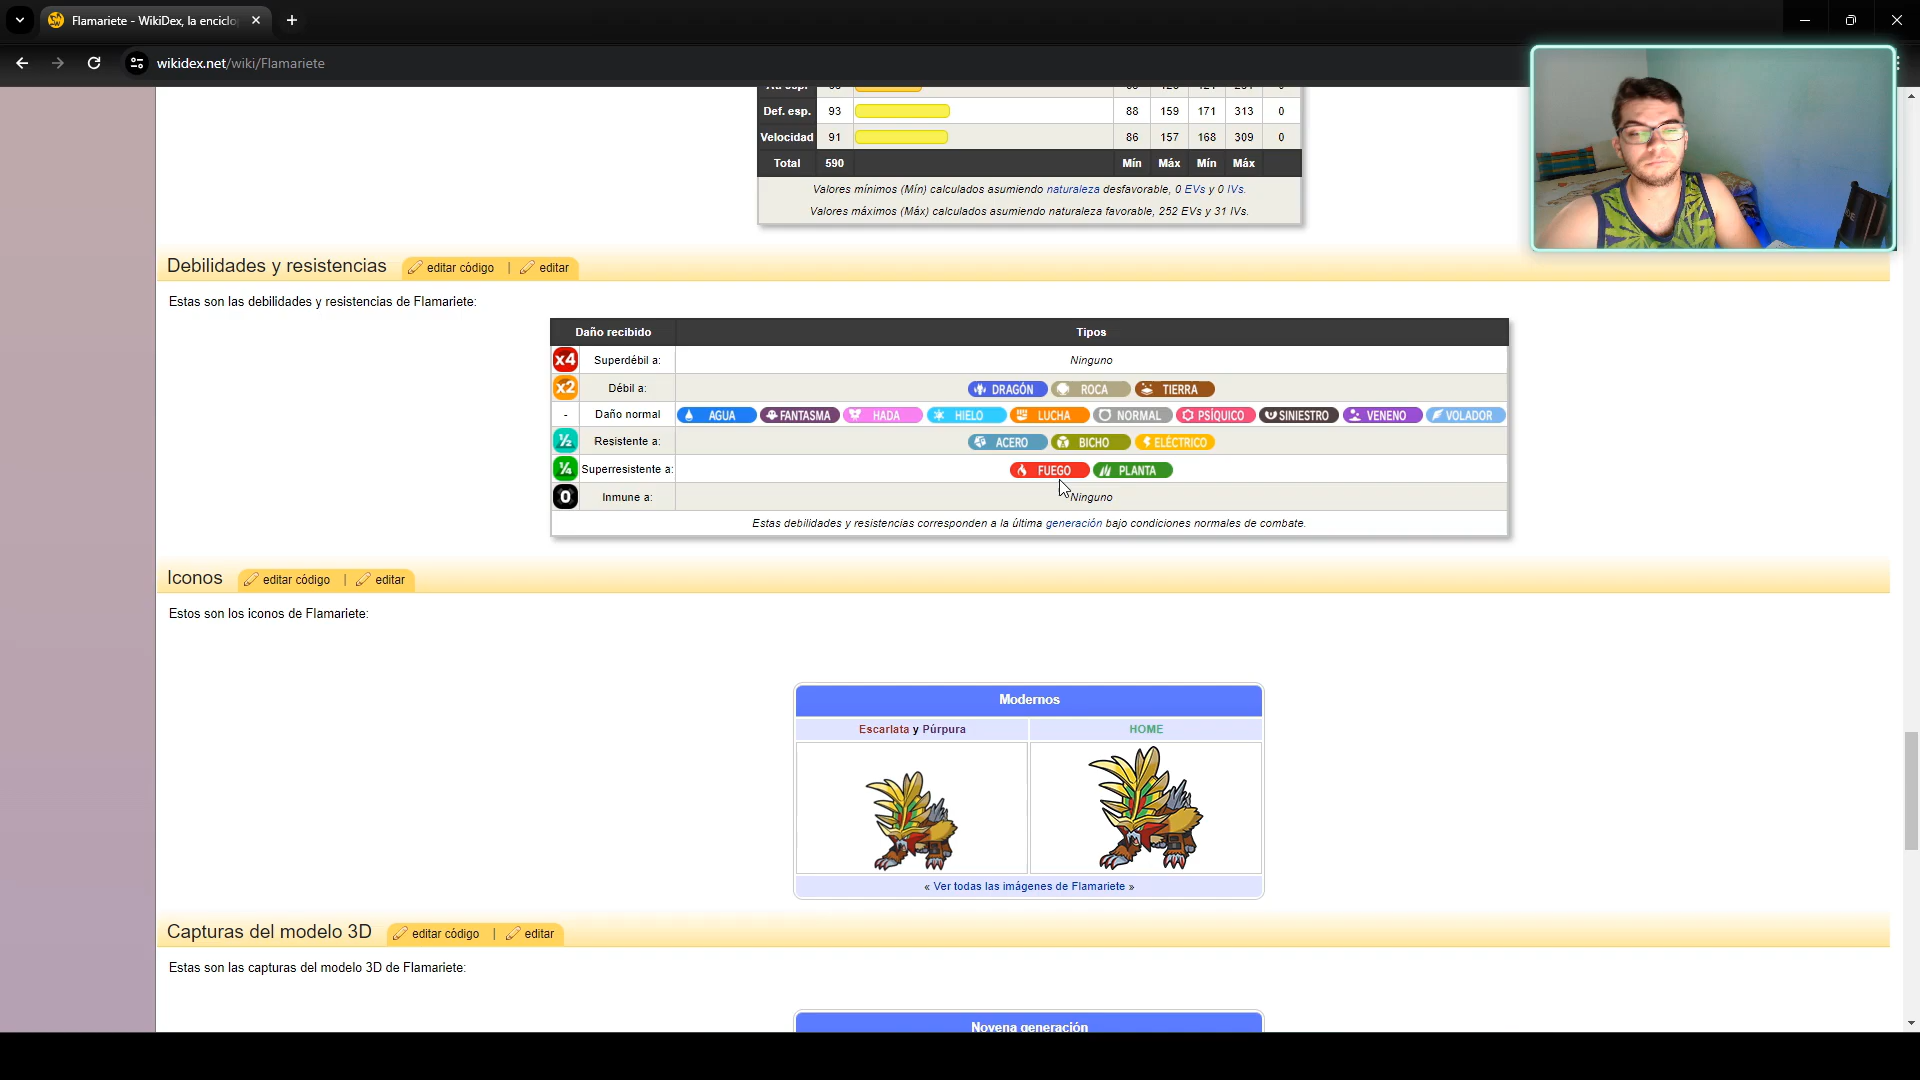 Flamariete - WikiDex, la enciclo
wikidex.net/wiki/Flamariete
Def. esp. 93 88 159 171 313 0
Velocidad 91 86 157 168 309 0
Total 590 Mín Máx Mín Máx
Valores mínimos (Mín) calculados asumiendo naturaleza desfavorable, 0 EVs y 0 IVs.
Valores máximos (Máx) calculados asumiendo naturaleza favorable, 252 EVs y 31 IVs.
Debilidades y resistencias editar código | editar
Estas son las debilidades y resistencias de Flamariete:
Daño recibido Tipos
x4 Superdébil a: Ninguno
x2 Débil a: DRAGÓN ROCA TIERRA
- Daño normal AGUA FANTASMA HADA HIELO LUCHA NORMAL PSÍQUICO SINIESTRO VENENO VOLADOR
½ Resistente a: ACERO BICHO ELÉCTRICO
¼ Superresistente a: FUEGO PLANTA
0 Inmune a: Ninguno
Estas debilidades y resistencias corresponden a la última generación bajo condiciones normales de combate.
Iconos editar código | editar
Estos son los iconos de Flamariete:
Modernos
Escarlata y Púrpura HOME
« Ver todas las imágenes de Flamariete »
Capturas del modelo 3D editar código | editar
Estas son las capturas del modelo 3D de Flamariete:
Novena generación